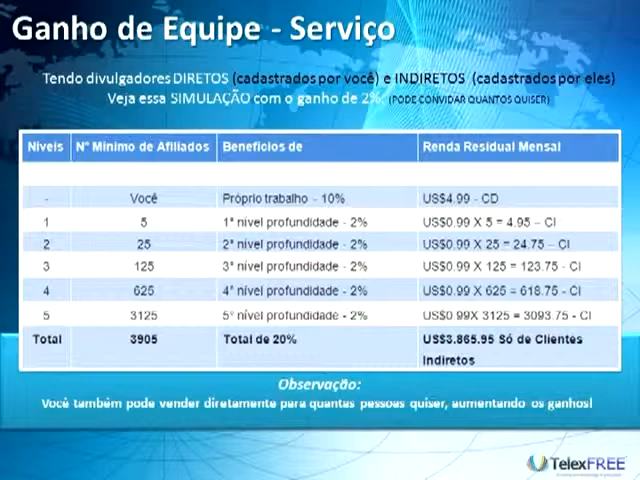 Ganho de Equipe - Serviço
Tendo divulgadores DIRETOS (cadastrados por você) e INDIRETOS (cadastrados por eles)
Veja essa SIMULAÇÃO com o ganho de 2%: (PODE CONVIDAR QUANTOS QUISER)
Níveis Nº Mínimo de Afiliados Benefícios de Renda Residual Mensal
- Você Próprio trabalho - 10% US$4.99 - CD
1 5 1º nível profundidade - 2% US$0.99 X 5 = 4.95 – CI
2 25 2º nível profundidade - 2% US$0.99 X 25 = 24.75 – CI
3 125 3º nível profundidade - 2% US$0.99 X 125 = 123.75 - CI
4 625 4º nível profundidade - 2% US$0.99 X 625 = 618.75 - CI
5 3125 5º nível profundidade - 2% US$0.99X 3125 = 3093.75 - CI
Total 3905 Total de 20% US$3.865.95 Só de Clientes
Indiretos
Observação:
Você também pode vender diretamente para quantas pessoas quiser, aumentando os ganhos!
TelexFREE